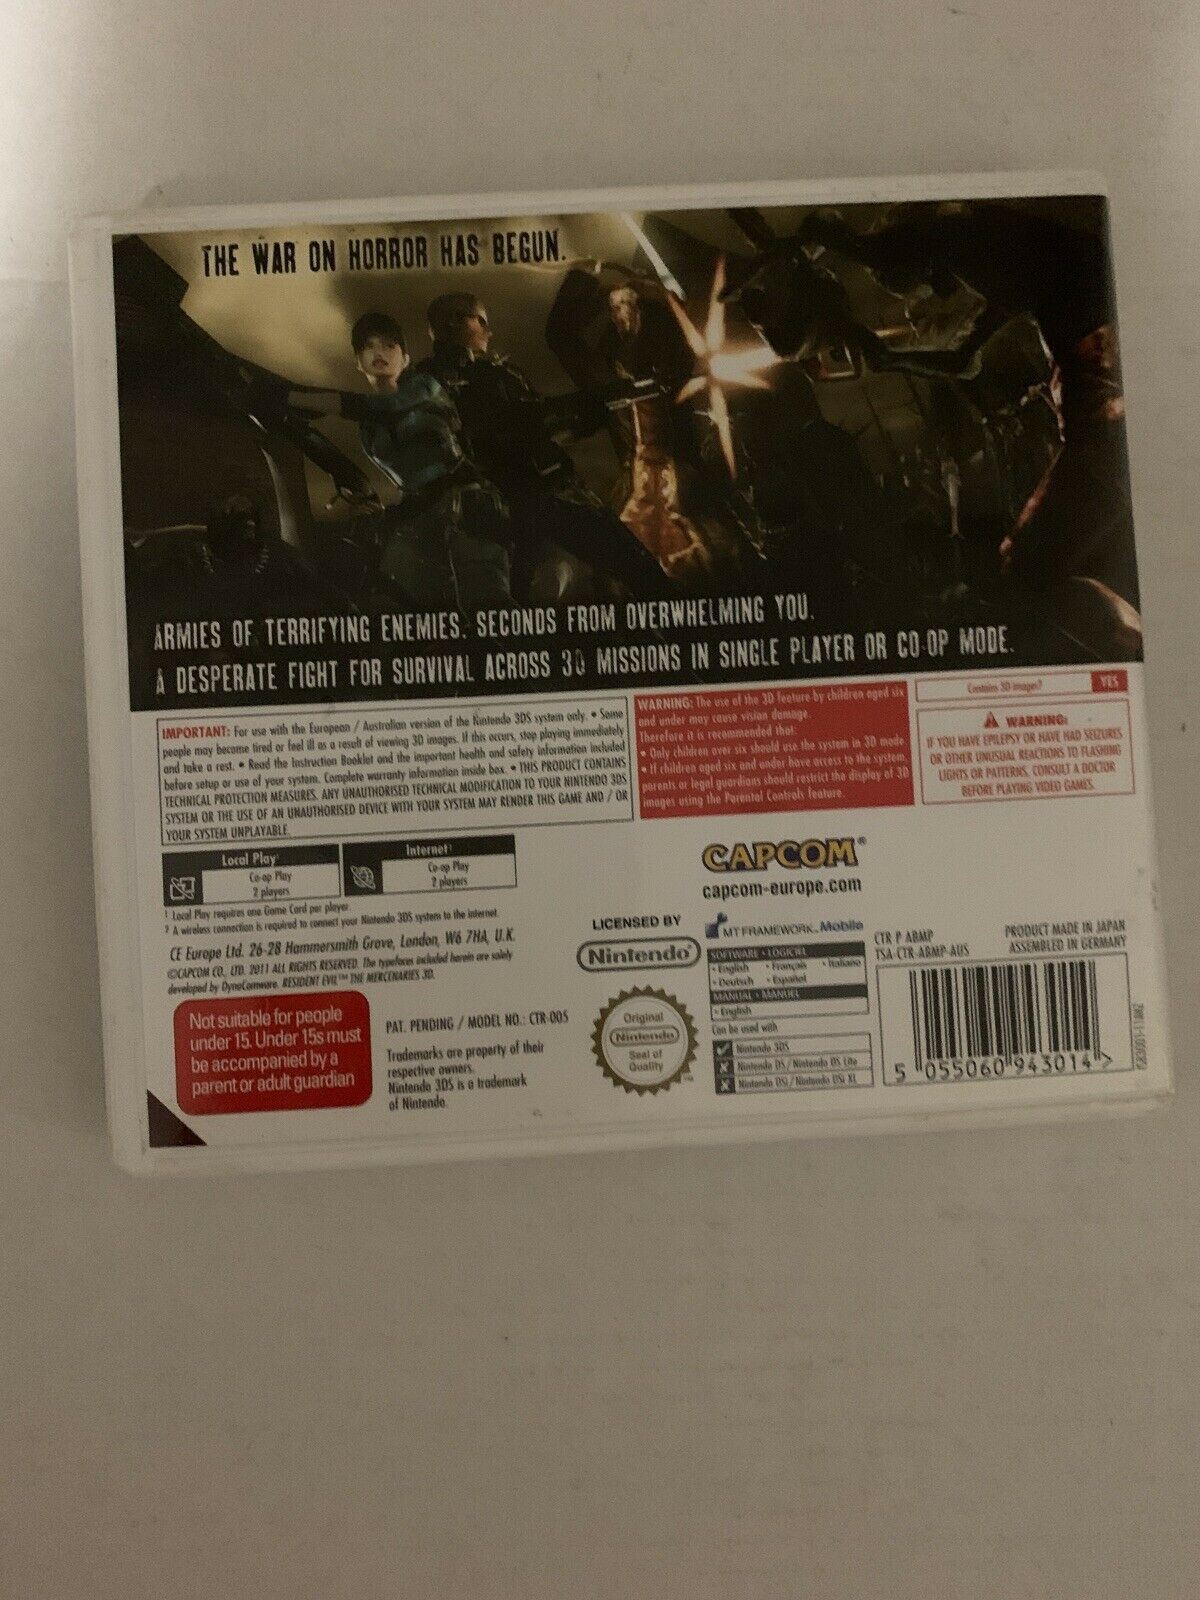 THE WAR ON HORROR HAS BEGUN.
ARMIES OF TERRIFYING ENEMIES. SECONDS FROM OVERWHELMING YOU.
A DESPERATE FIGHT FOR SURVIVAL ACROSS 30 MISSIONS IN SINGLE PLAYER OR CO-OP MODE.
IMPORTANT: For use with the European / Australian version of the Nintendo 3DS system only. • Some
people may become tired or feel ill as a result of viewing 3D images. If this occurs, stop playing immediately
and take a rest. • Read the Instruction Booklet and the important health and safety information included
before setup or use of your system. Complete warranty information inside box. • THIS PRODUCT CONTAINS
TECHNICAL PROTECTION MEASURES. ANY UNAUTHORISED TECHNICAL MODIFICATION TO YOUR NINTENDO 3DS
SYSTEM OR THE USE OF AN UNAUTHORISED DEVICE WITH YOUR SYSTEM MAY RENDER THIS GAME AND / OR
YOUR SYSTEM UNPLAYABLE.
WARNING: The use of the 3D feature by children aged six
and under may cause vision damage.
Therefore it is recommended that:
• Only children over six should use the system in 3D mode
• If children aged six and under have access to the system,
parents or legal guardians should restrict the display of 3D
images using the Parental Controls feature.
Contains 3D images? YES
WARNING:
IF YOU HAVE EPILEPSY OR HAVE HAD SEIZURES
OR OTHER UNUSUAL REACTIONS TO FLASHING
LIGHTS OR PATTERNS, CONSULT A DOCTOR
BEFORE PLAYING VIDEO GAMES.
Local Play¹
Co-op Play
2 players
Internet²
Co-op Play
2 players
¹ Local Play requires one Game Card per player.
² A wireless connection is required to connect your Nintendo 3DS system to the internet.
CE Europe Ltd. 26-28 Hammersmith Grove, London, W6 7HA, U.K.
©CAPCOM CO., LTD. 2011 ALL RIGHTS RESERVED. The typefaces included herein are solely
developed by DynaComware. RESIDENT EVIL™ THE MERCENARIES 3D.
Not suitable for people
under 15. Under 15s must
be accompanied by a
parent or adult guardian
PAT. PENDING / MODEL NO.: CTR-005
Trademarks are property of their
respective owners.
Nintendo 3DS is a trademark
of Nintendo.
CAPCOM®
capcom-europe.com
LICENSED BY
Nintendo®
Original
Nintendo
Seal of
Quality
™
MT FRAMEWORK Mobile
SOFTWARE • LOGICIEL
• English • Français • Italiano
• Deutsch • Español
MANUAL • MANUEL
• English
Can be used with
Nintendo 3DS
Nintendo DS / Nintendo DS Lite
Nintendo DSi / Nintendo DSi XL
CTR P ABMP
TSA-CTR-ABMP-AUS
PRODUCT MADE IN JAPAN
ASSEMBLED IN GERMANY
5 055060 943014 >